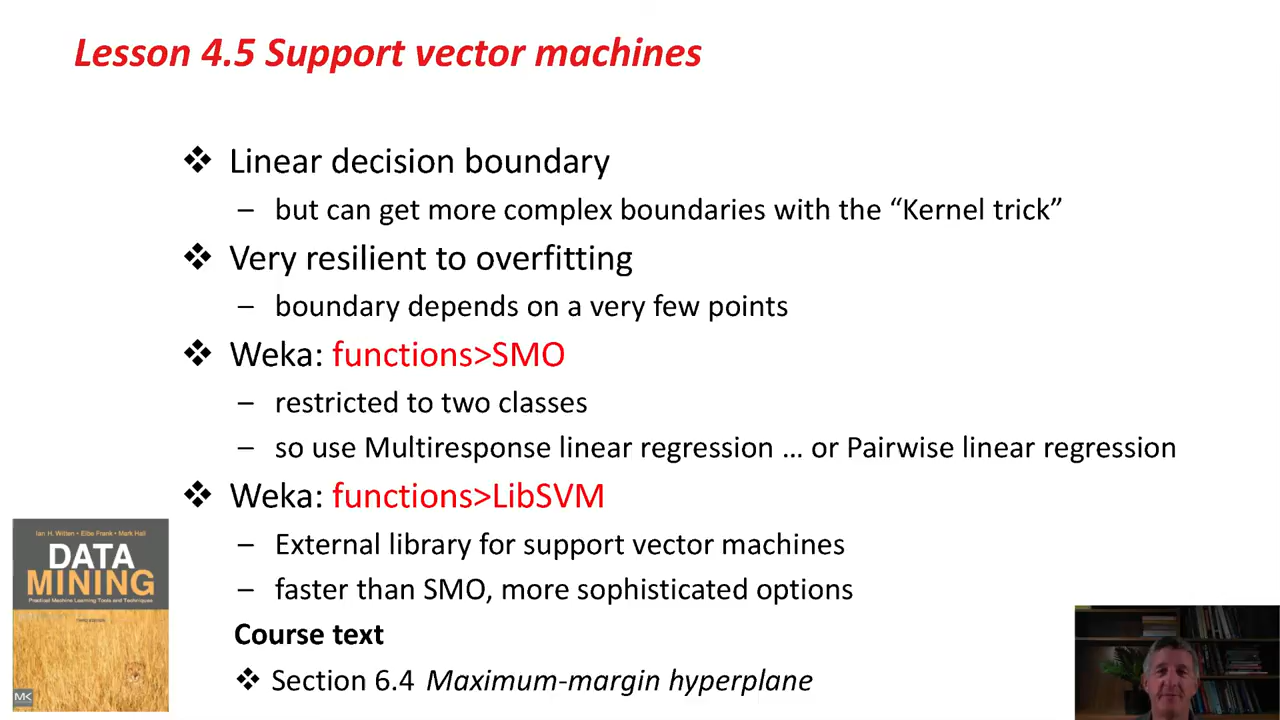 Lesson 4.5 Support vector machines
❖ Linear decision boundary
– but can get more complex boundaries with the “Kernel trick”
❖ Very resilient to overfitting
– boundary depends on a very few points
❖ Weka: functions>SMO
– restricted to two classes
– so use Multiresponse linear regression … or Pairwise linear regression
❖ Weka: functions>LibSVM
– External library for support vector machines
– faster than SMO, more sophisticated options
Course text
❖ Section 6.4 Maximum-margin hyperplane
Ian H. Witten • Eibe Frank • Mark Hall
DATA
MINING
Practical Machine Learning Tools and Techniques
MK